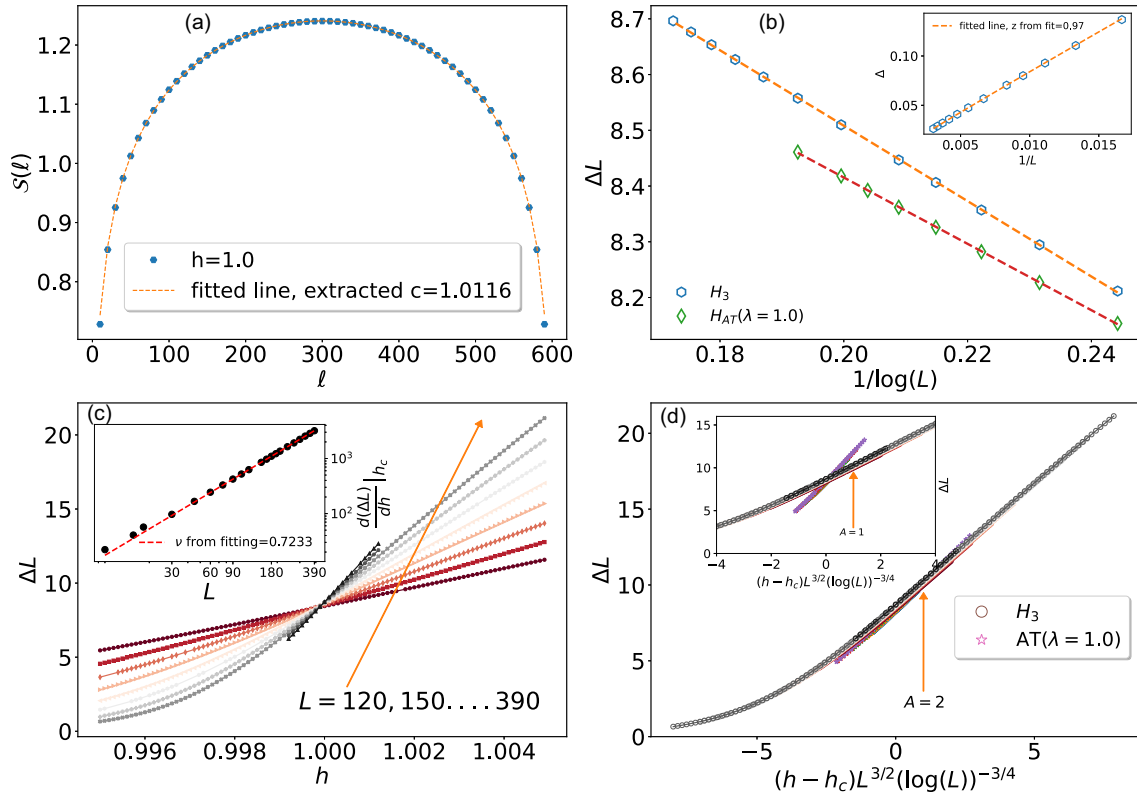 (a)
1.2
1.1
1.0
0.9
0.8
S(ℓ)
h=1.0
fitted line, extracted c=1.0116
0 100 200 300 400 500 600
ℓ
(b)
8.7
8.6
8.5
8.4
8.3
8.2
ΔL
fitted line, z from fit=0.97
0.10
0.05
Δ
0.005 0.010 0.015
1/L
H₃
H_AT(λ = 1.0)
0.18 0.20 0.22 0.24
1/log(L)
(c)
20
15
10
5
0
ΔL
10³
10²
d(ΔL)/dh |h_c
ν from fitting=0.7233
30 60 90 180 390
L
L = 120, 150. . . . 390
0.996 0.998 1.000 1.002 1.004
h
(d)
20
15
10
5
0
ΔL
15
10
5
0
ΔL
A = 1
−4 −2 0 2 4
(h − h_c)L^{3/2}(log(L))^{−3/4}
H₃
AT(λ = 1.0)
A = 2
−5 0 5
(h − h_c)L^{3/2}(log(L))^{−3/4}